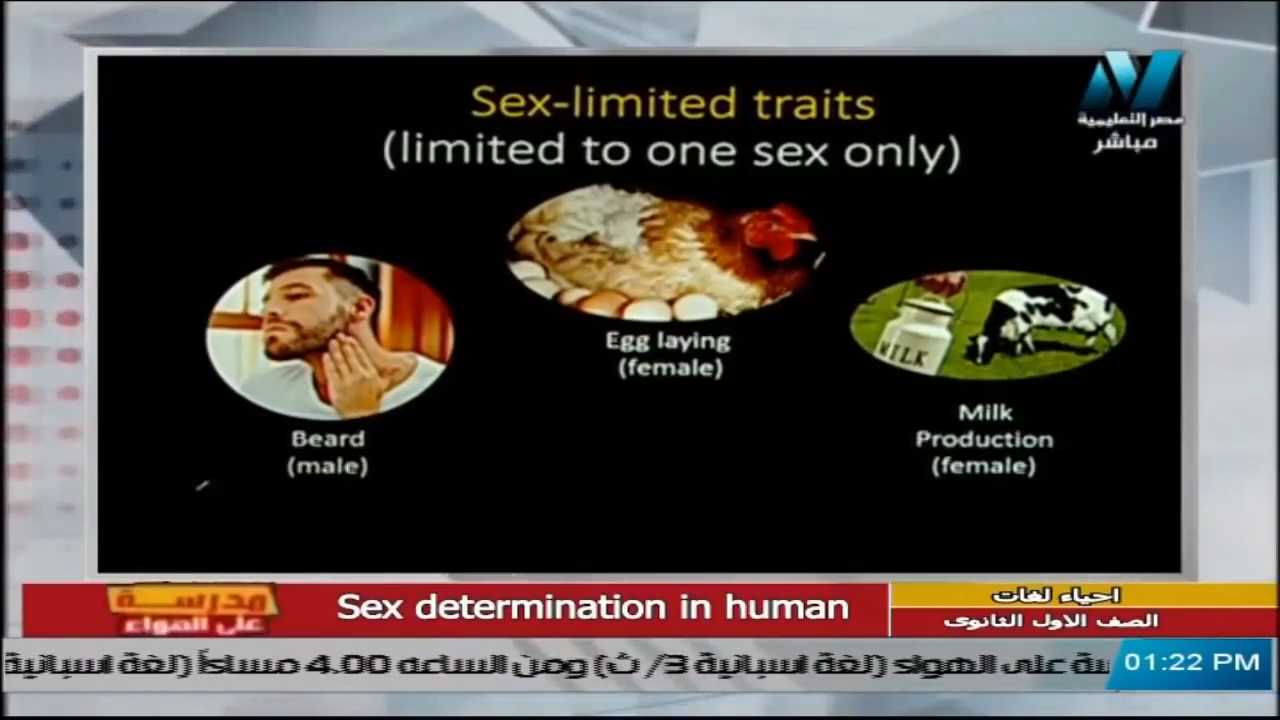 Sex-limited traits
(limited to one sex only)
مصر التعليمية
مباشر
MILK
Egg laying
(female)
Beard
(male)
Milk
Production
(female)
مدرسة
على الهواء
Sex determination in human
احياء لغات
الصف الاول الثانوى
سة على الهواء (لغة اسبانية 3/ ث) ومن الساعه 4.00 مساءاً (لغة اسبانية
01:22 PM